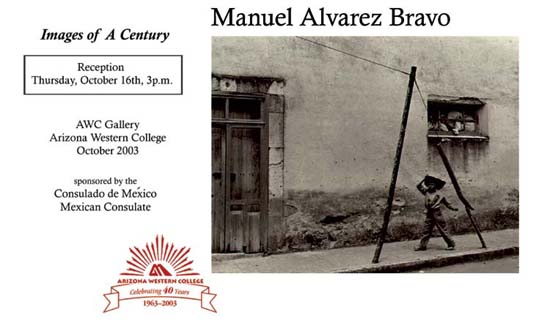 Images of A Century
Reception
Thursday, October 16th, 3p.m.
AWC Gallery
Arizona Western College
October 2003
sponsored by the
Consulado de México
Mexican Consulate
ARIZONA WESTERN COLLEGE
Celebrating 40 Years
1963–2003
Manuel Alvarez Bravo